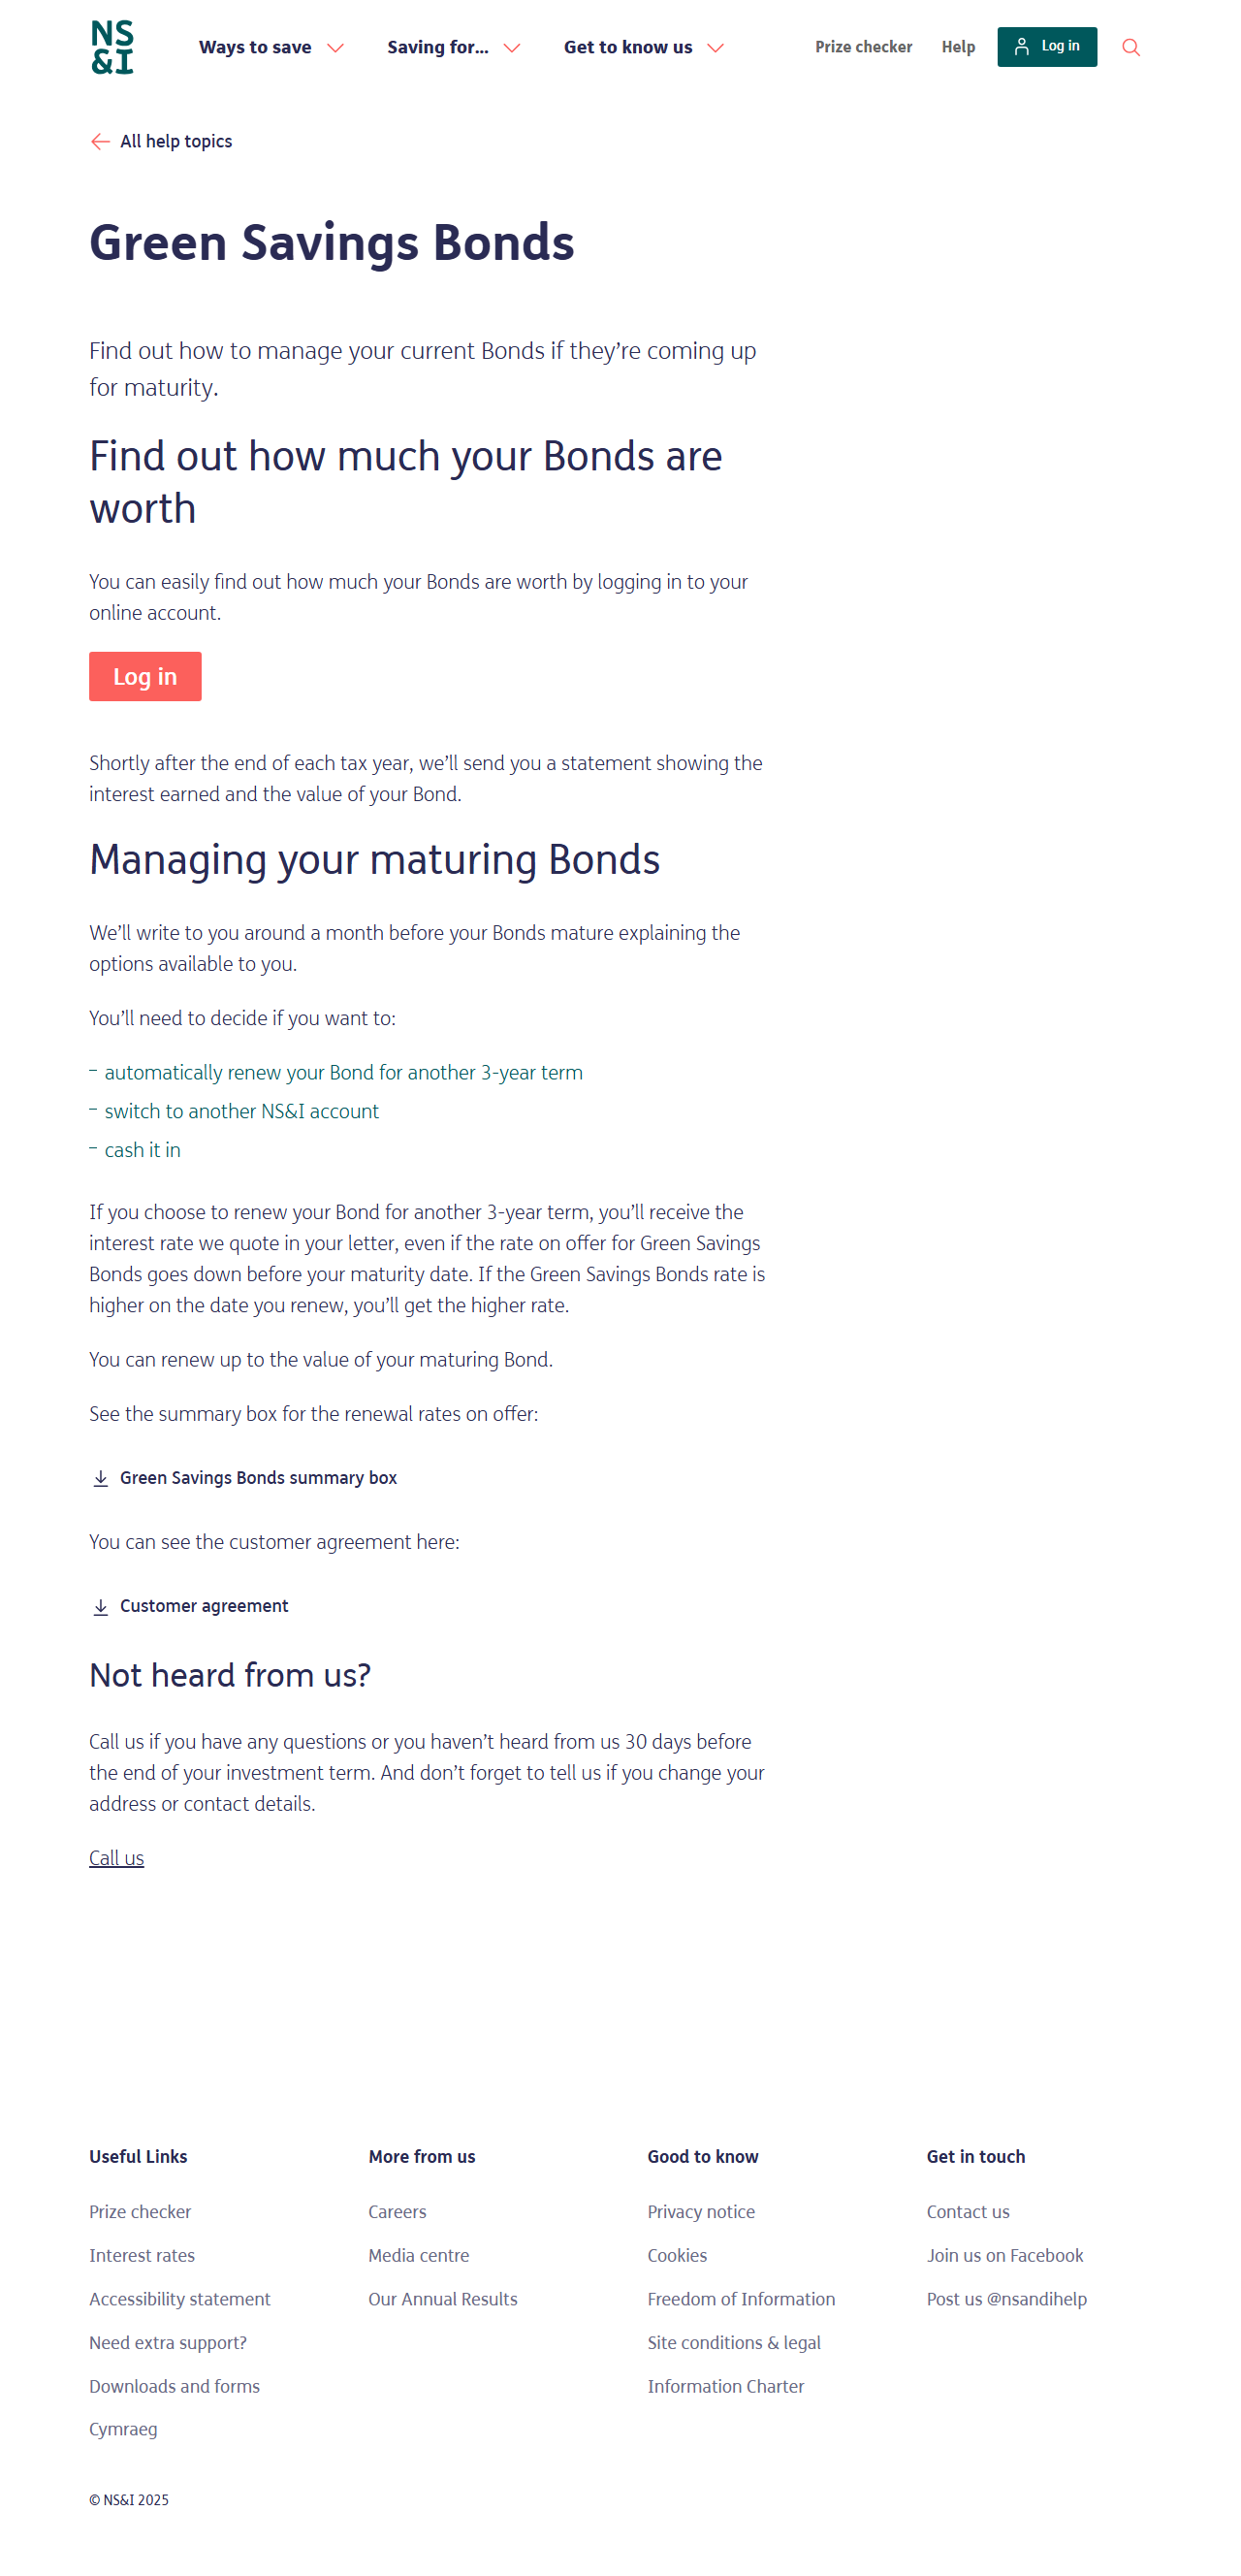 NS
&I
Ways to save
Saving for...
Get to know us
Prize checker
Help
Log in
All help topics
Green Savings Bonds
Find out how to manage your current Bonds if they’re coming up
for maturity.
Find out how much your Bonds are
worth
You can easily find out how much your Bonds are worth by logging in to your
online account.
Log in
Shortly after the end of each tax year, we’ll send you a statement showing the
interest earned and the value of your Bond.
Managing your maturing Bonds
We’ll write to you around a month before your Bonds mature explaining the
options available to you.
You’ll need to decide if you want to:
– automatically renew your Bond for another 3-year term
– switch to another NS&I account
– cash it in
If you choose to renew your Bond for another 3-year term, you’ll receive the
interest rate we quote in your letter, even if the rate on offer for Green Savings
Bonds goes down before your maturity date. If the Green Savings Bonds rate is
higher on the date you renew, you’ll get the higher rate.
You can renew up to the value of your maturing Bond.
See the summary box for the renewal rates on offer:
Green Savings Bonds summary box
You can see the customer agreement here:
Customer agreement
Not heard from us?
Call us if you have any questions or you haven’t heard from us 30 days before
the end of your investment term. And don’t forget to tell us if you change your
address or contact details.
Call us
Useful Links
Prize checker
Interest rates
Accessibility statement
Need extra support?
Downloads and forms
Cymraeg
More from us
Careers
Media centre
Our Annual Results
Good to know
Privacy notice
Cookies
Freedom of Information
Site conditions & legal
Information Charter
Get in touch
Contact us
Join us on Facebook
Post us @nsandihelp
© NS&I 2025